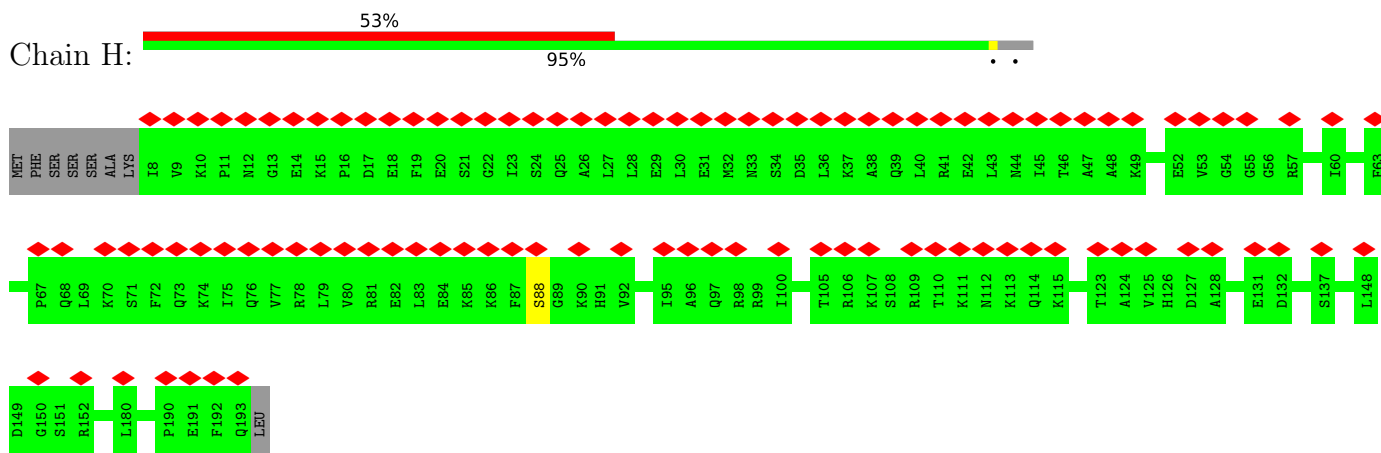 53%
Chain H:
95% • •
MET PHE SER SER SER ALA LYS I8 V9 K10 P11 N12 G13 E14 K15 P16 D17 E18 F19 E20 S21 G22 I23 S24 Q25 A26 L27 L28 E29 L30 E31 M32 N33 S34 D35 L36 K37 A38 Q39 L40 R41 E42 L43 N44 I45 T46 A47 A48 K49 E52 V53 G54 G55 G56 R57 I60 E63
P67 Q68 L69 K70 S71 F72 Q73 K74 I75 Q76 V77 R78 L79 V80 R81 E82 L83 E84 K85 K86 F87 S88 G89 K90 H91 V92 I95 A96 Q97 R98 R99 I100 T105 R106 K107 S108 R109 T110 K111 N112 K113 Q114 K115 T123 A124 V125 H126 D127 A128 E131 D132 S137 L148
D149 G150 S151 R152 L180 P190 E191 F192 Q193 LEU